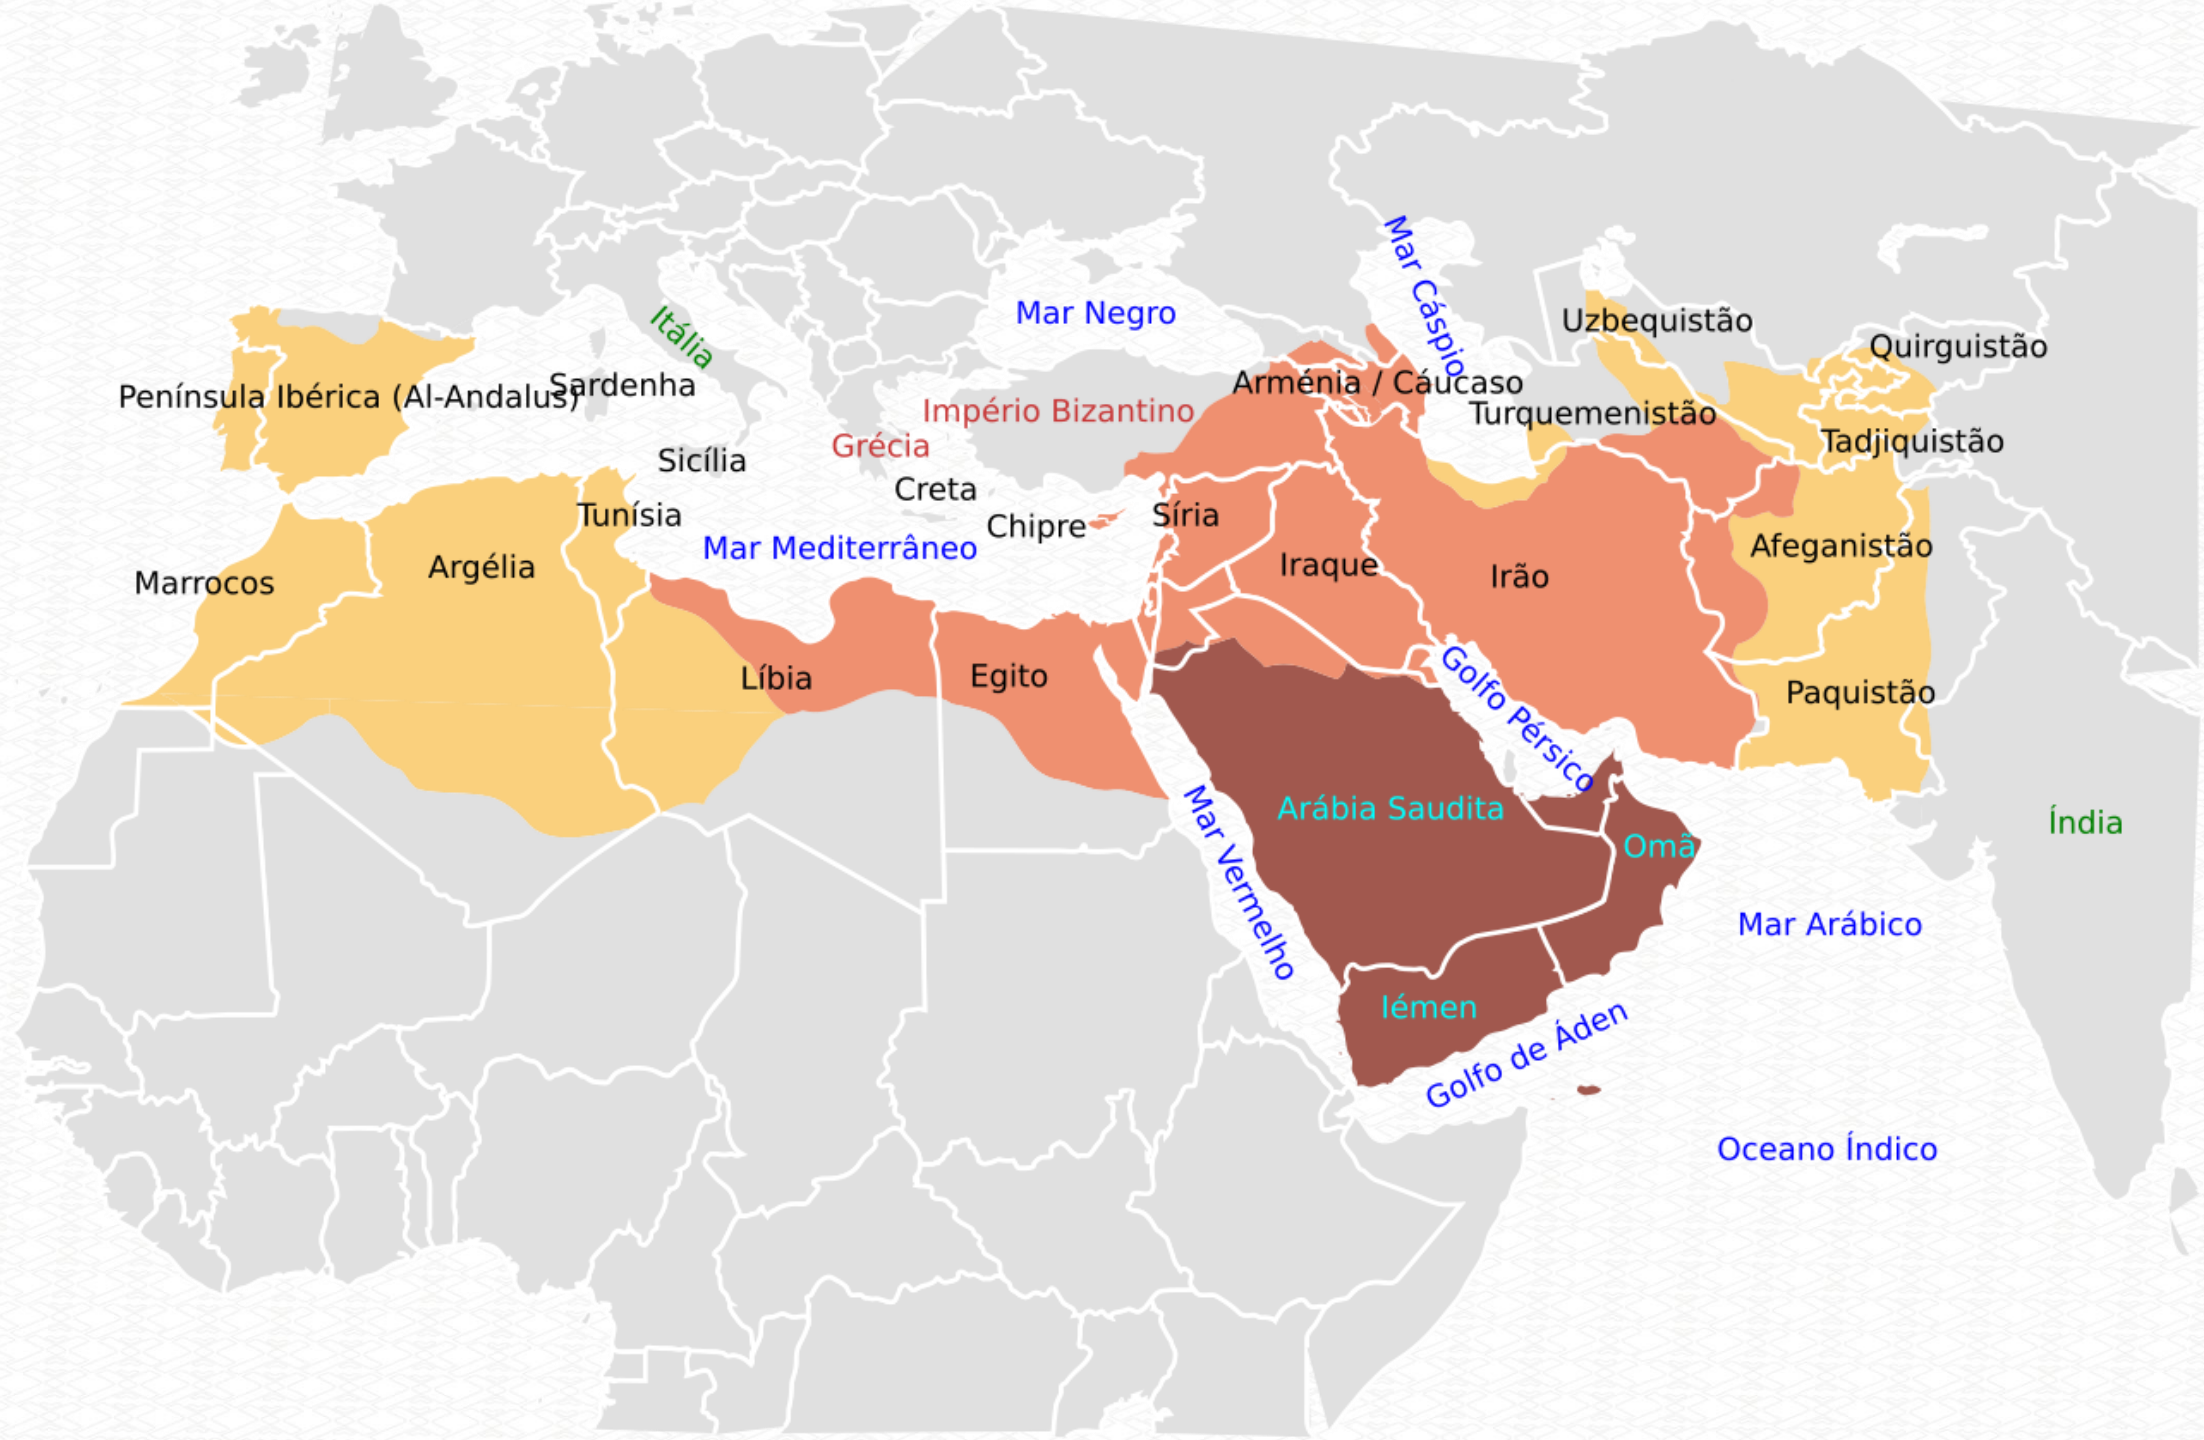 Mar Cáspio
Mar Negro
Uzbequistão
Itália
Quirguistão
Península Ibérica (Al-Andalus)
Sardenha
Império Bizantino
Arménia / Cáucaso
Turquemenistão
Grécia
Tadjiquistão
Sicília
Creta
Tunísia
Chipre
Síria
Mar Mediterrâneo
Afeganistão
Marrocos
Argélia
Iraque
Irão
Líbia
Egito
Golfo Pérsico
Paquistão
Mar Vermelho
Arábia Saudita
Omã
Índia
Mar Arábico
Iémen
Golfo de Áden
Oceano Índico